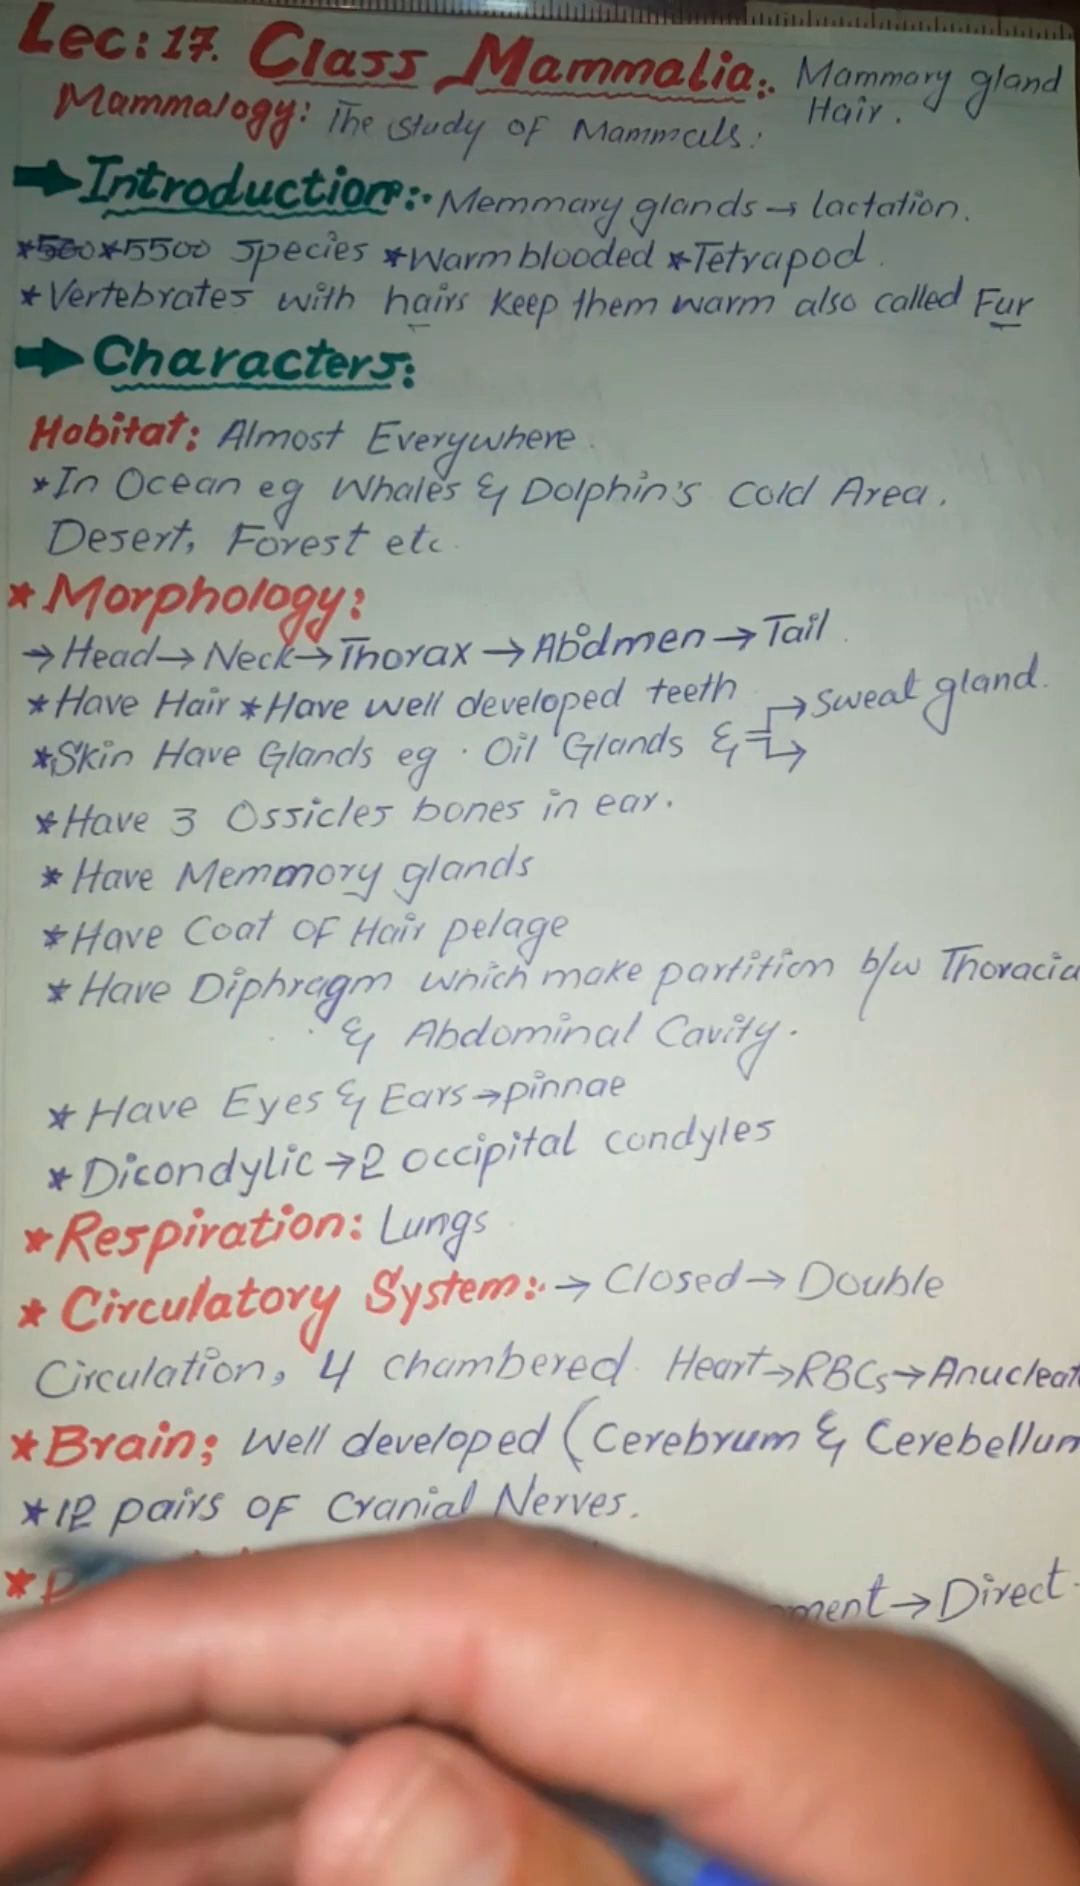 Lec: 17. Class Mammalia:. Mammary gland
Hair.
Mammalogy: The study of Mammals:
Introduction:. Memmary glands → lactation.
*5500 Species *Warm blooded *Tetrapod.
*Vertebrates with hairs keep them warm also called Fur
Characters:
Habitat: Almost Everywhere.
*In Ocean eg Whales & Dolphin's Cold Area.
Desert, Forest etc.
*Morphology:
→Head→Neck→Thorax→Abdmen→Tail.
*Have Hair *Have well developed teeth
→Sweat gland.
*Skin Have Glands eg. Oil Glands & →
*Have 3 Ossicles bones in ear.
*Have Memmory glands
*Have Coat OF Hair pelage
*Have Diphragm which make partition b/w Thoracic
& Abdominal Cavity.
*Have Eyes & Ears→pinnae
*Dicondylic→2 occipital condyles
*Respiration: Lungs
*Circulatory System:.→Closed→Double
Circulation, 4 chambered Heart→RBCs→Anucleat
*Brain; Well developed (Cerebrum & Cerebellum
*12 pairs OF Cranial Nerves.
ment→Direct